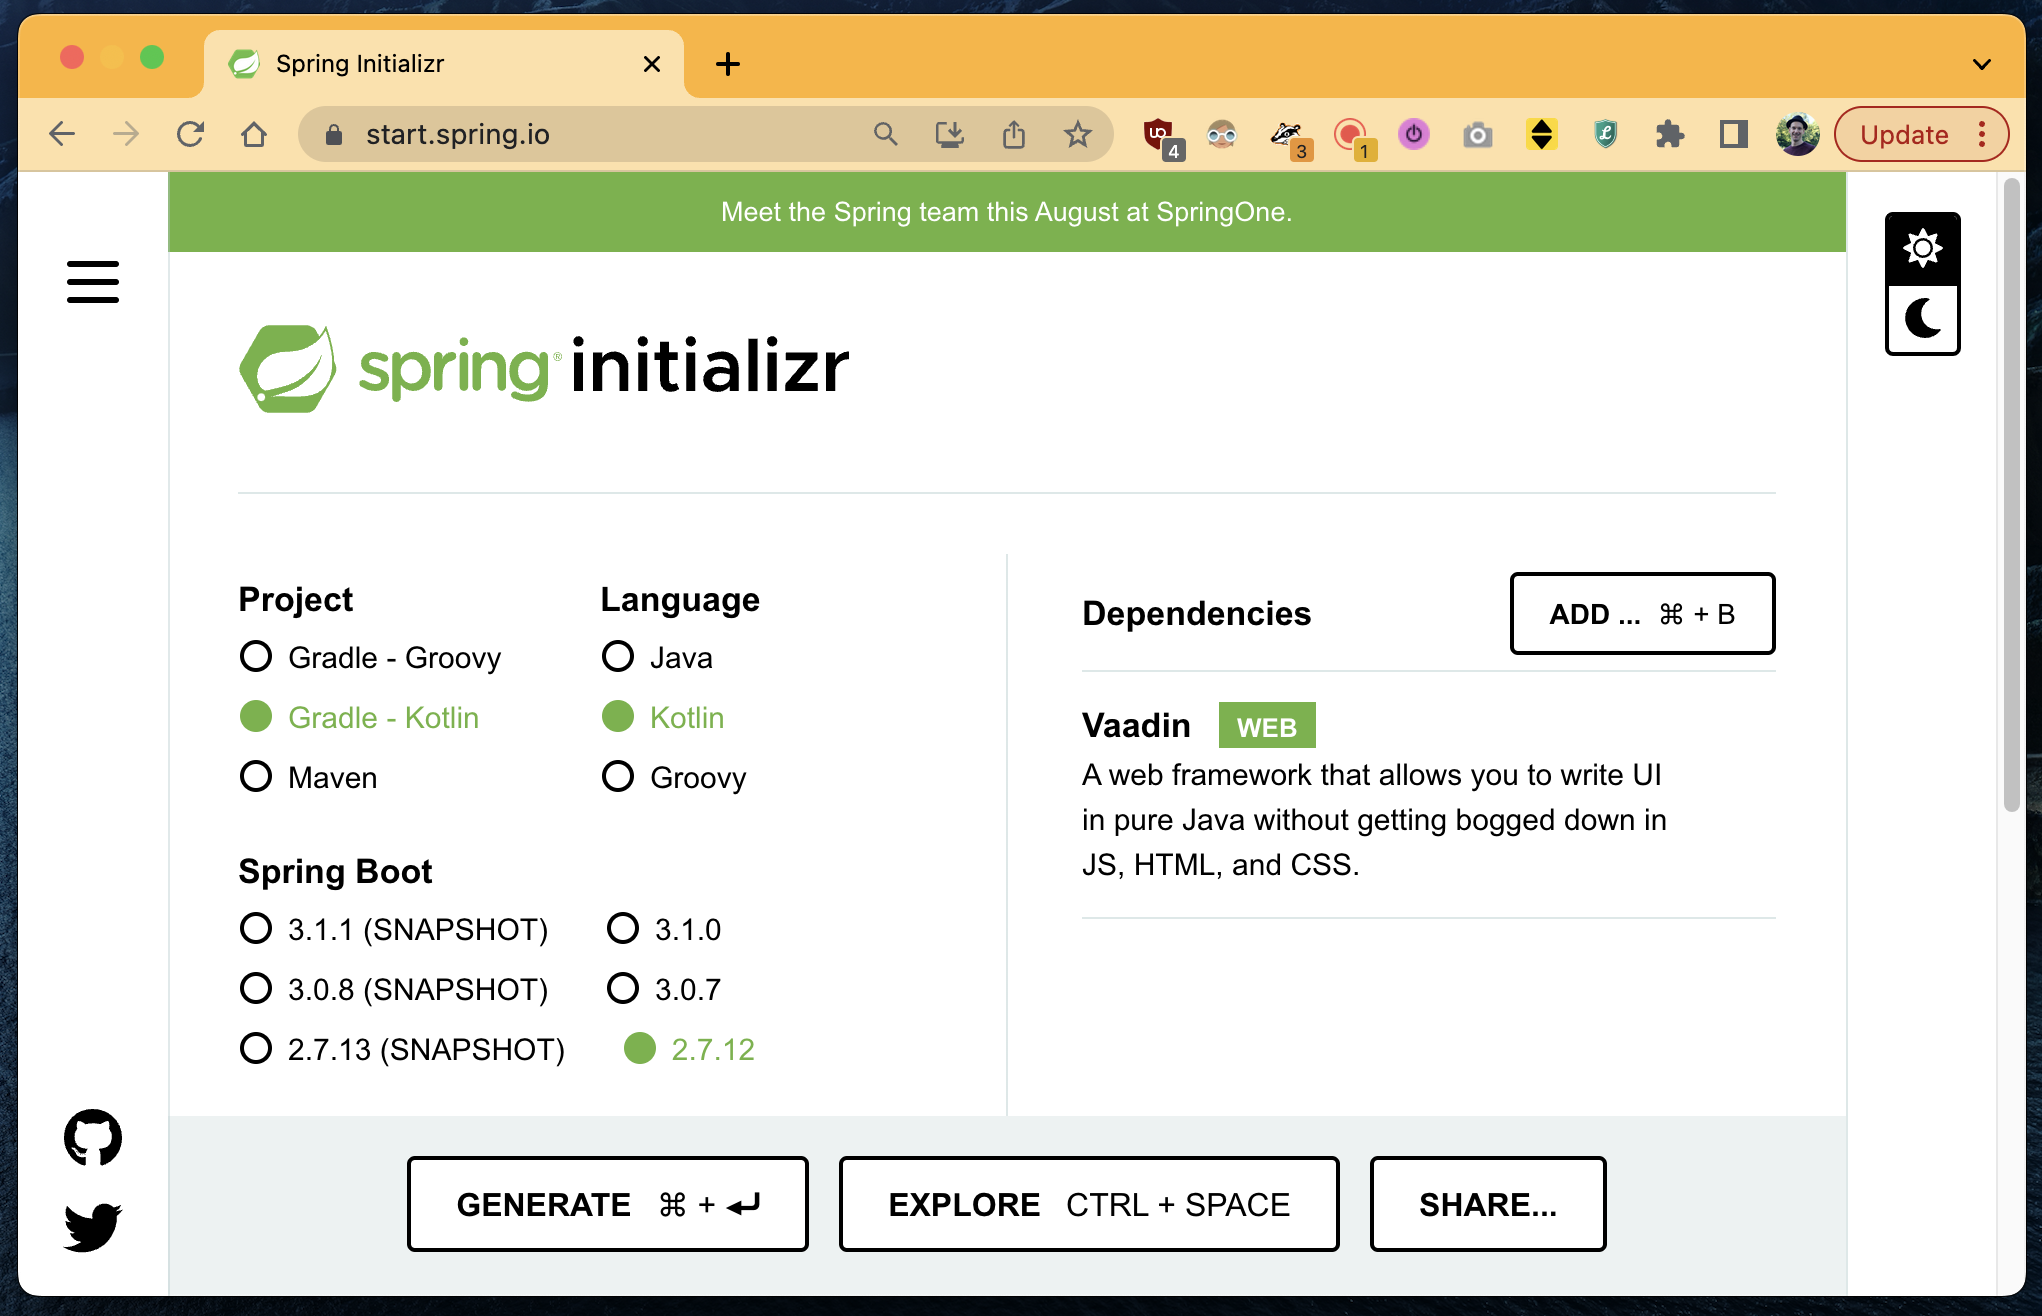 Spring Initializr
start.spring.io
4
3
1
Update
Meet the Spring team this August at SpringOne.
spring® initializr
Project
Gradle - Groovy
Gradle - Kotlin
Maven
Language
Java
Kotlin
Groovy
Spring Boot
3.1.1 (SNAPSHOT)
3.1.0
3.0.8 (SNAPSHOT)
3.0.7
2.7.13 (SNAPSHOT)
2.7.12
Dependencies
ADD ... ⌘ + B
Vaadin WEB
A web framework that allows you to write UI
in pure Java without getting bogged down in
JS, HTML, and CSS.
GENERATE ⌘ + ⏎
EXPLORE CTRL + SPACE
SHARE...